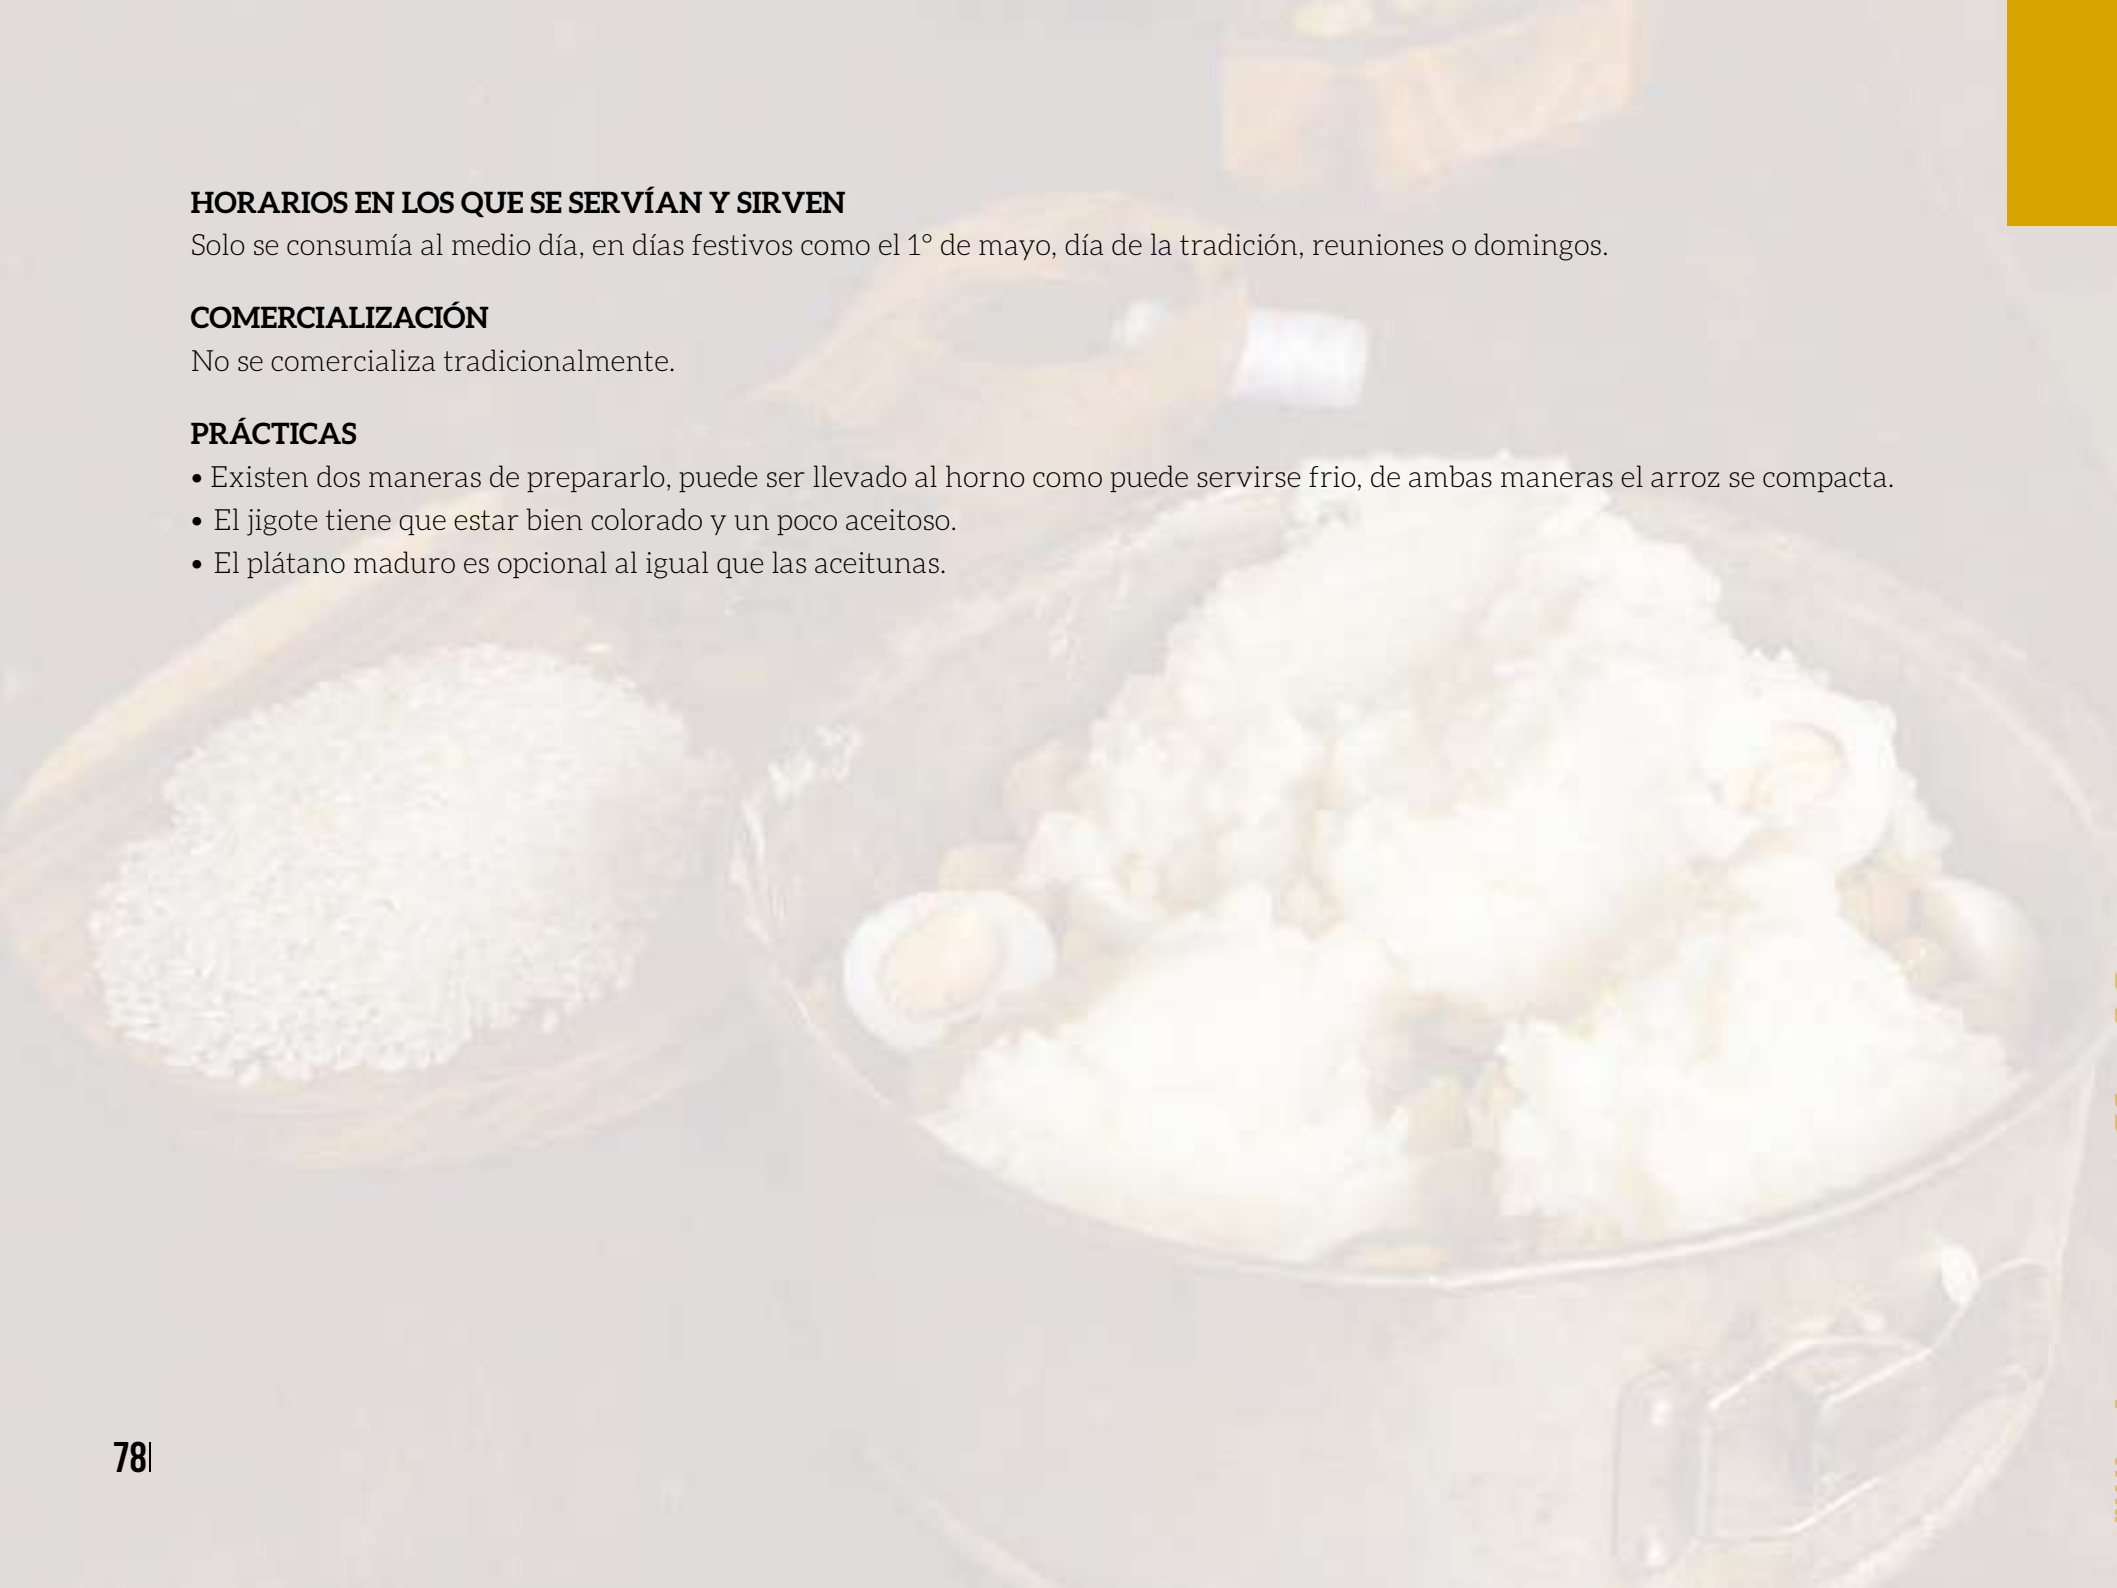 HORARIOS EN LOS QUE SE SERVÍAN Y SIRVEN
Solo se consumía al medio día, en días festivos como el 1° de mayo, día de la tradición, reuniones o domingos.
COMERCIALIZACIÓN
No se comercializa tradicionalmente.
PRÁCTICAS
• Existen dos maneras de prepararlo, puede ser llevado al horno como puede servirse frio, de ambas maneras el arroz se compacta.
• El jigote tiene que estar bien colorado y un poco aceitoso.
• El plátano maduro es opcional al igual que las aceitunas.
78|